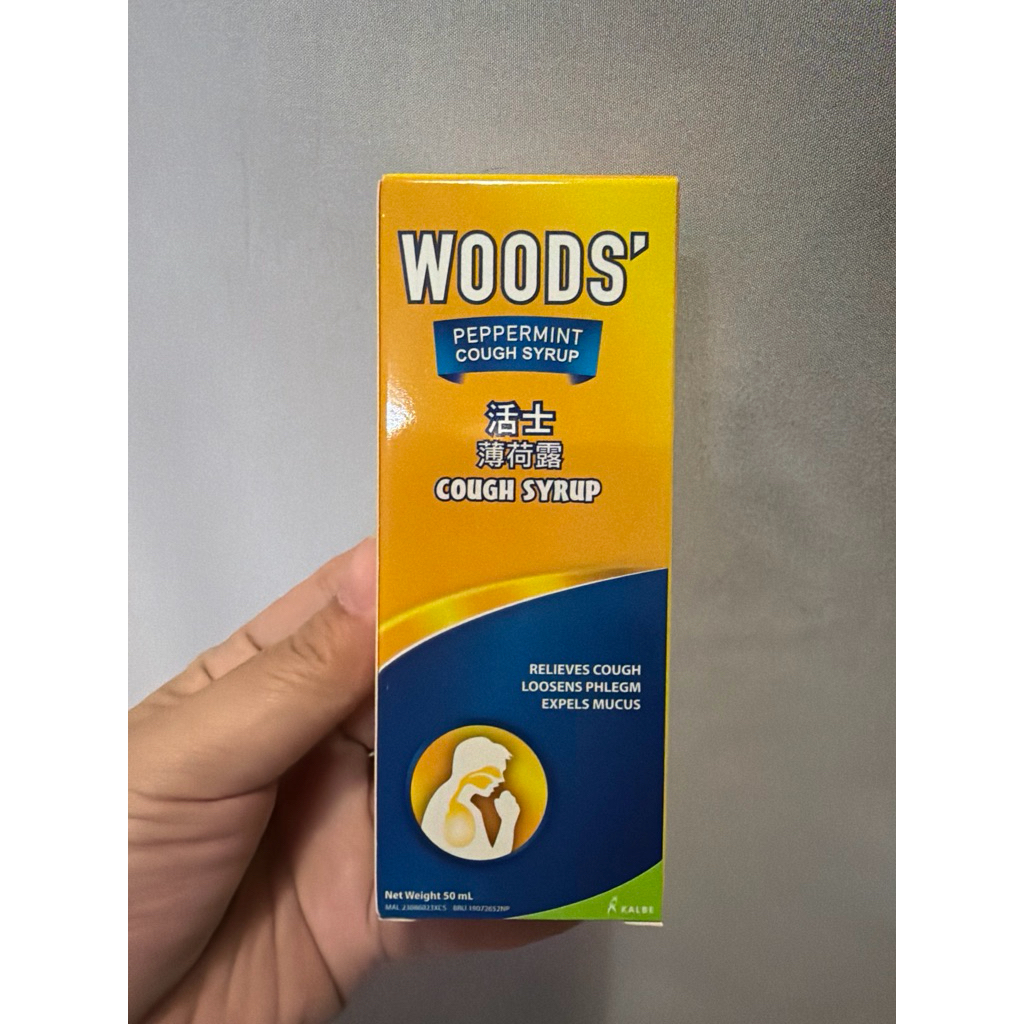 WOODS'
PEPPERMINT
COUGH SYRUP
活士
薄荷露
COUGH SYRUP
RELIEVES COUGH
LOOSENS PHLEGM
EXPELS MUCUS
Net Weight 50 mL
KALBE